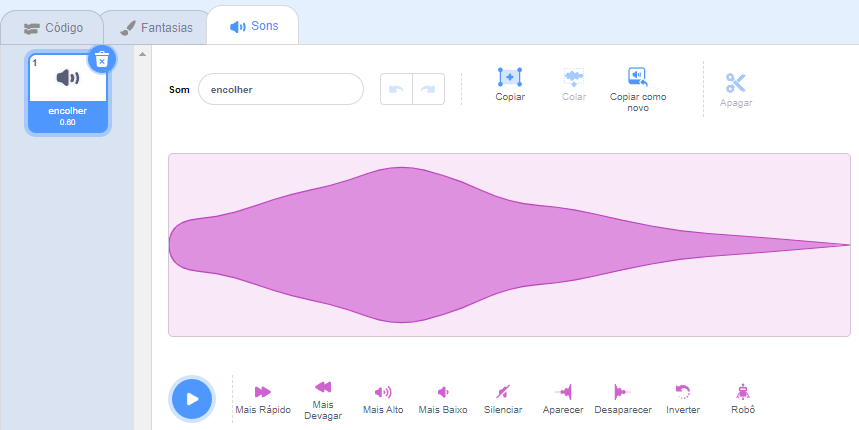 Código
Fantasias
Sons
1
encolher
0.60
Som
encolher
Copiar
Colar
Copiar como
novo
Apagar
Mais Rápido
Mais
Devagar
Mais Alto
Mais Baixo
Silenciar
Aparecer
Desaparecer
Inverter
Robô